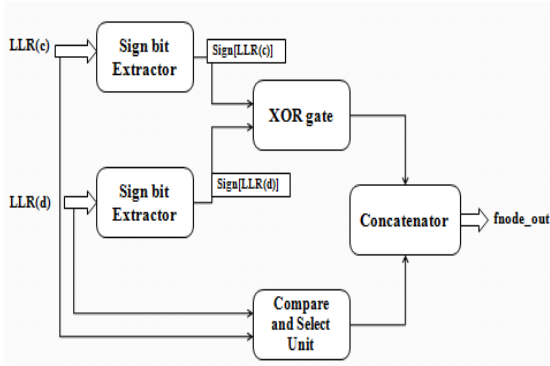 LLR(c)
Sign bit
Extractor
Sign[LLR(c)]
XOR gate
LLR(d)
Sign bit
Extractor
Sign[LLR(d)]
Concatenator
fnode_out
Compare
and Select
Unit